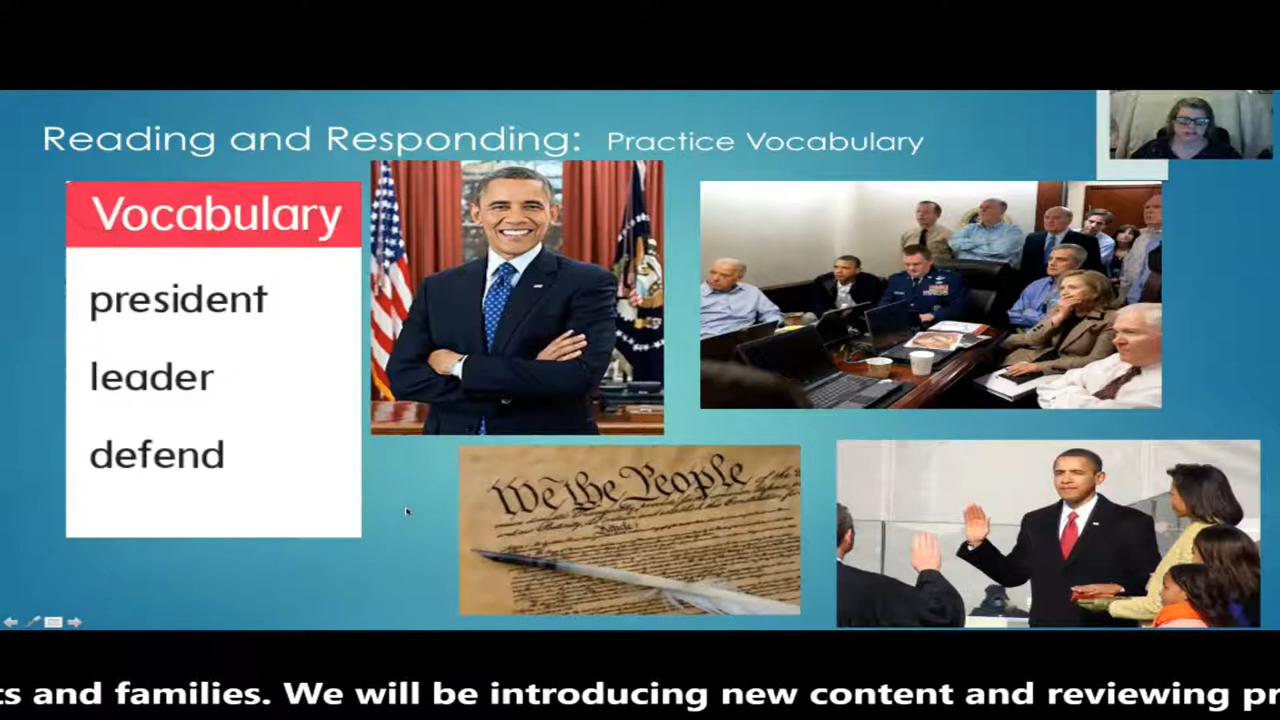 Reading and Responding: Practice Vocabulary
Vocabulary
president
leader
defend
We the People
ts and families. We will be introducing new content and reviewing pr